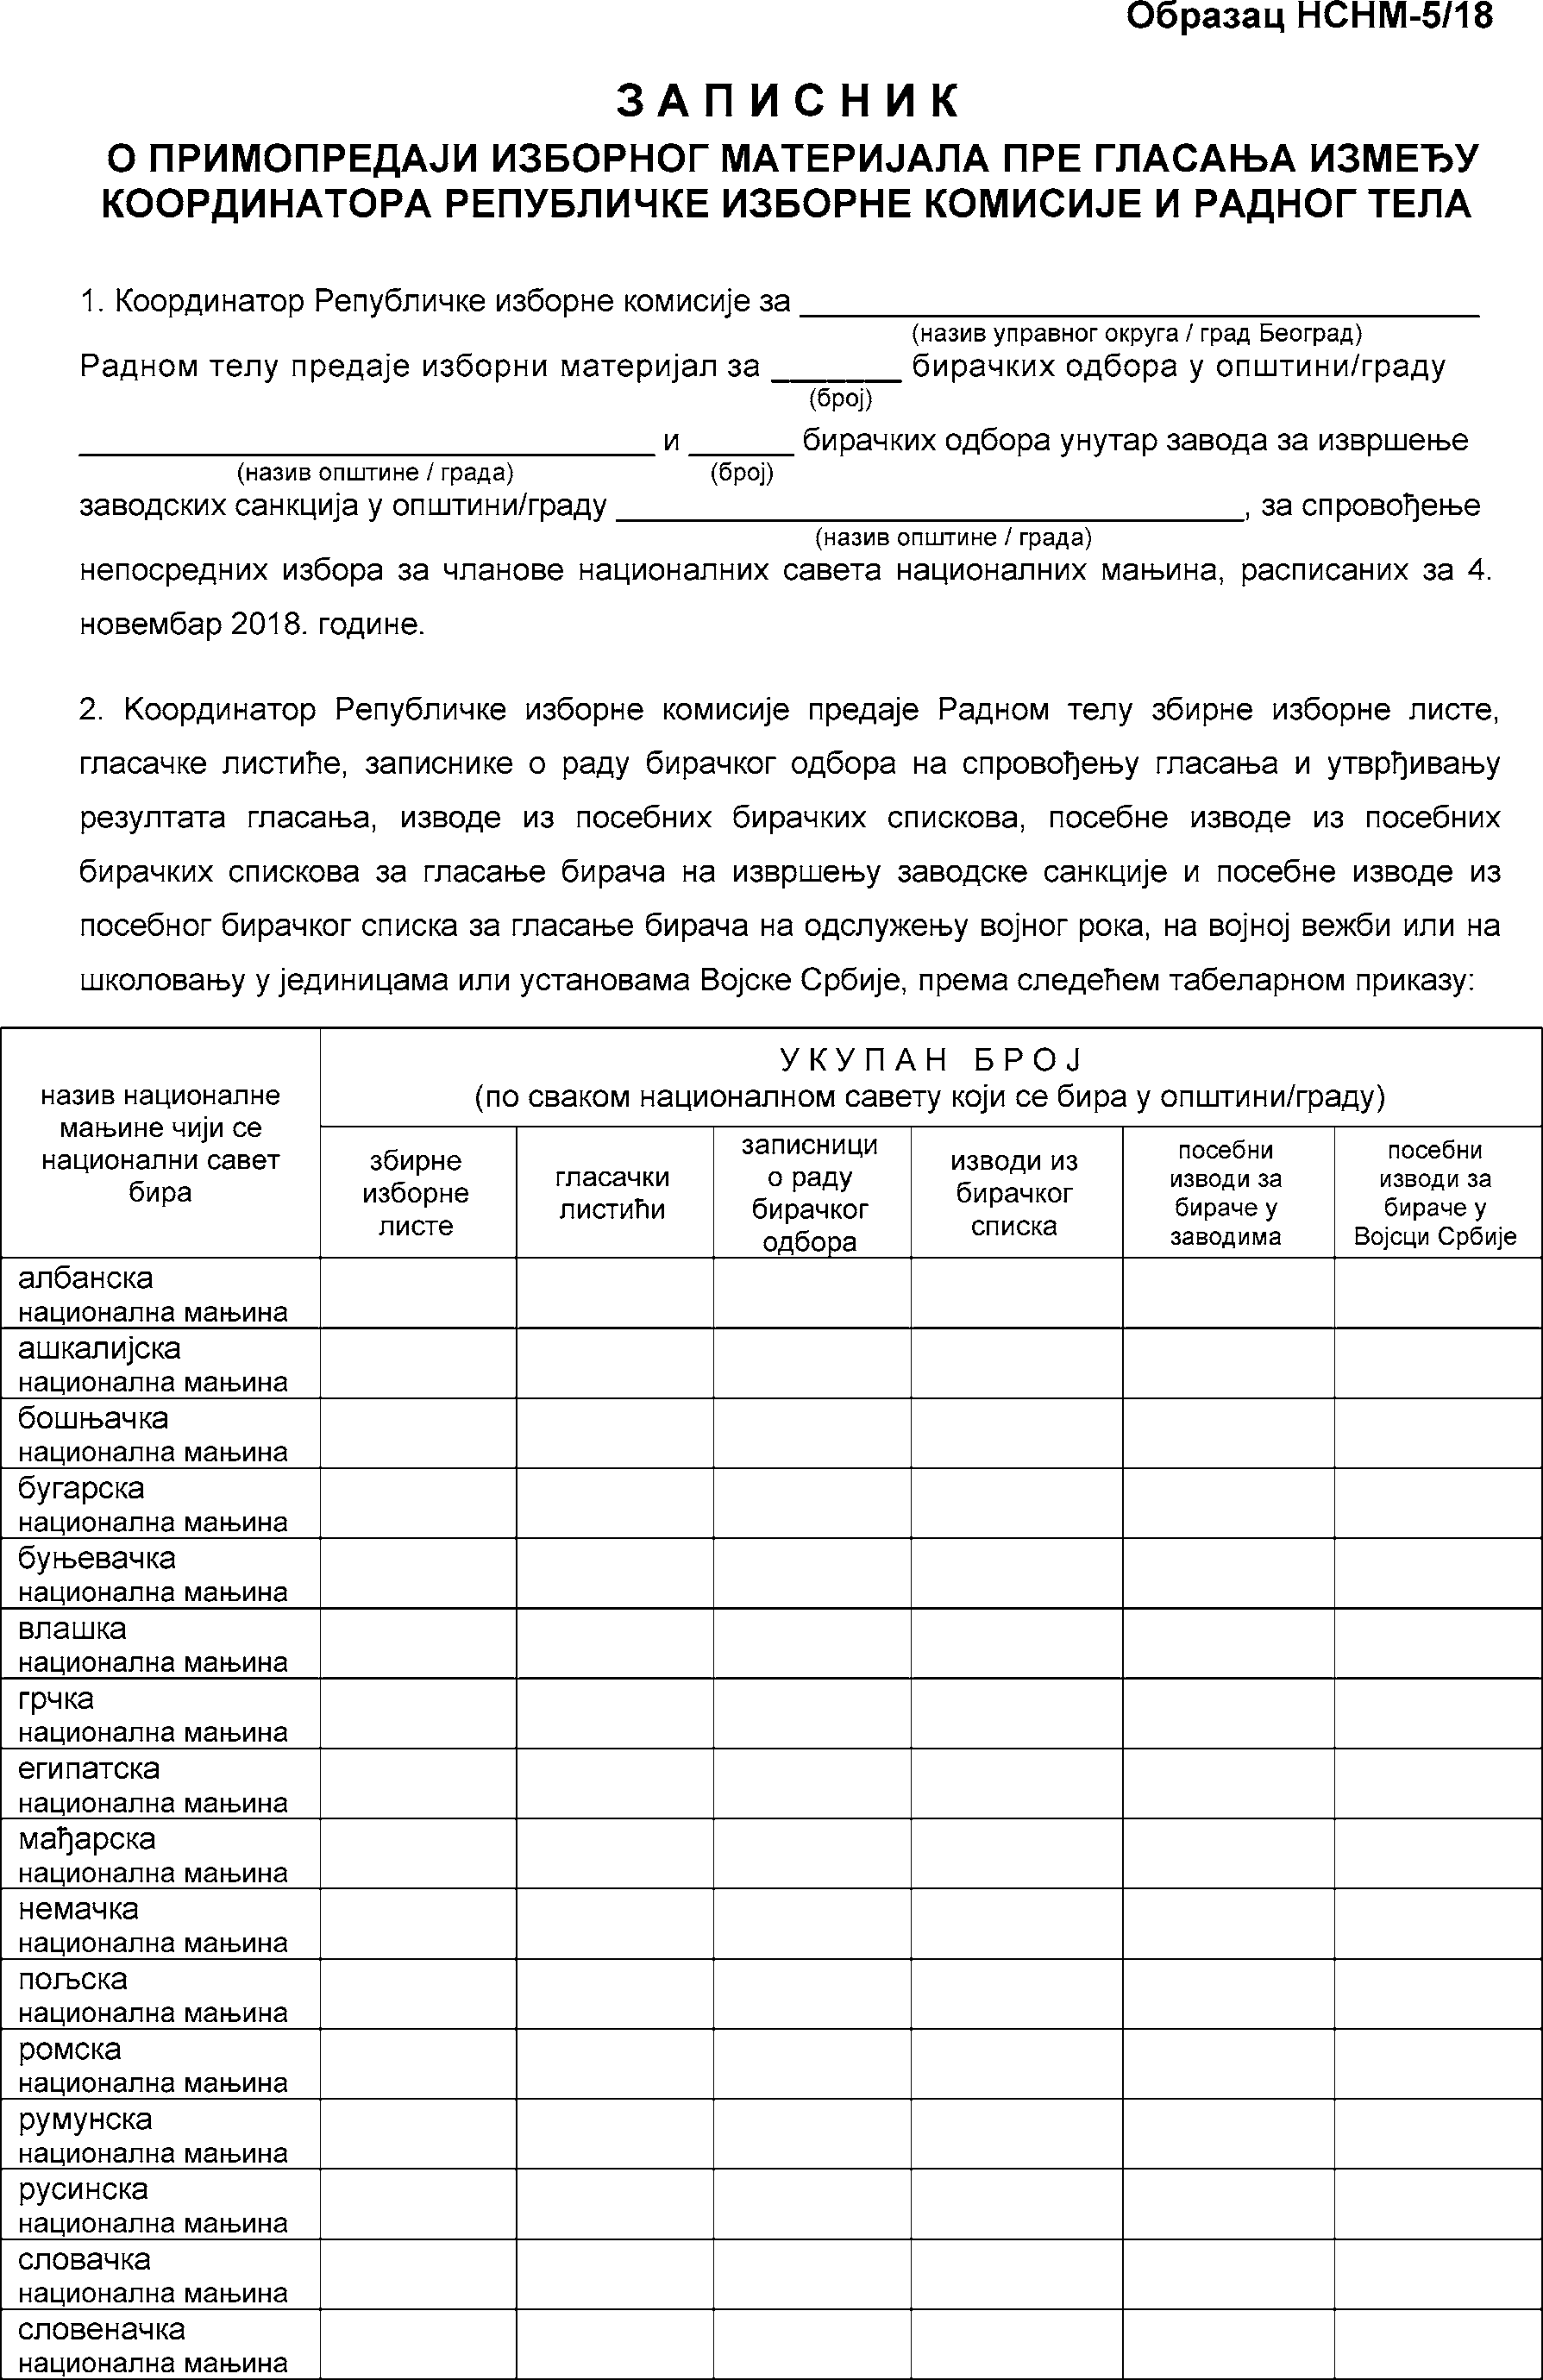 Образац НСНМ-5/18
З А П И С Н И К
О ПРИМОПРЕДАЈИ ИЗБОРНОГ МАТЕРИЈАЛА ПРЕ ГЛАСАЊА ИЗМЕЂУ
КООРДИНАТОРА РЕПУБЛИЧКЕ ИЗБОРНЕ КОМИСИЈЕ И РАДНОГ ТЕЛА
1. Координатор Републичке изборне комисије за ____
(назив управног округа / град Београд)
Радном телу предаје изборни материјал за ____ бирачких одбора у општини/граду
(број)
____ и ____ бирачких одбора унутар завода за извршење
(назив општине / града) (број)
заводских санкција у општини/граду ____, за спровођење
(назив општине / града)
непосредних избора за чланове националних савета националних мањина, расписаних за 4.
новембар 2018. године.
2. Координатор Републичке изборне комисије предаје Радном телу збирне изборне листе,
гласачке листиће, записнике о раду бирачког одбора на спровођењу гласања и утврђивању
резултата гласања, изводе из посебних бирачких спискова, посебне изводе из посебних
бирачких спискова за гласање бирача на извршењу заводске санкције и посебне изводе из
посебног бирачког списка за гласање бирача на одслужењу војног рока, на војној вежби или на
школовању у јединицама или установама Војске Србије, према следећем табеларном приказу:
назив националне
мањине чији се
национални савет
бира
У К У П А Н Б Р О Ј
(по сваком националном савету који се бира у општини/граду)
збирне
изборне
листе
гласачки
листићи
записници
о раду
бирачког
одбора
изводи из
бирачког
списка
посебни
изводи за
бираче у
заводима
посебни
изводи за
бираче у
Војсци Србије
албанска
национална мањина
ашкалијска
национална мањина
бошњачка
национална мањина
бугарска
национална мањина
буњевачка
национална мањина
влашка
национална мањина
грчка
национална мањина
египатска
национална мањина
мађарска
национална мањина
немачка
национална мањина
пољска
национална мањина
ромска
национална мањина
румунска
национална мањина
русинска
национална мањина
словачка
национална мањина
словеначка
национална мањина